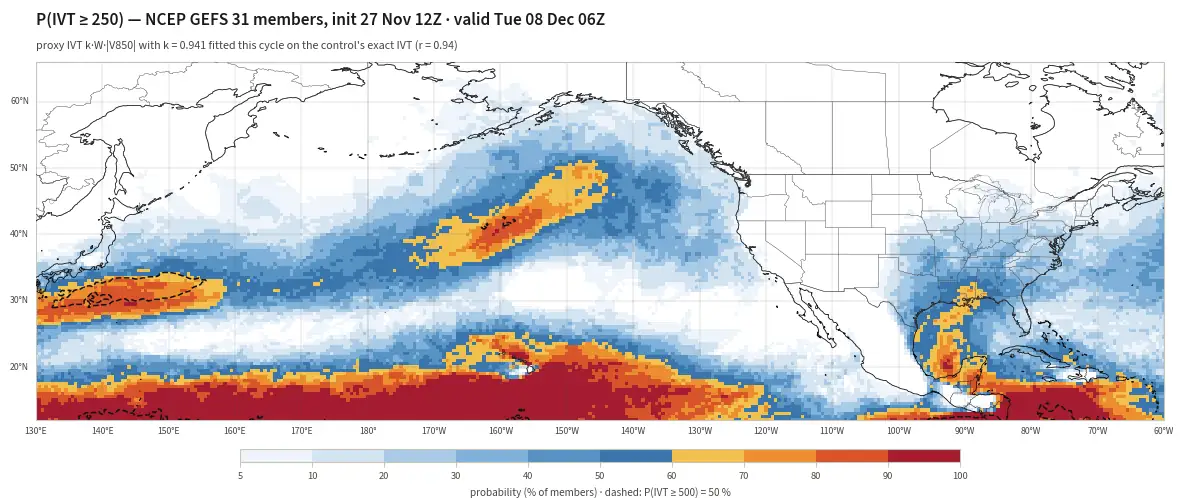 P(IVT ≥ 250) — NCEP GEFS 31 members, init 27 Nov 12Z · valid Tue 08 Dec 06Z
proxy IVT k·W·|V850| with k = 0.941 fitted this cycle on the control's exact IVT (r = 0.94)
60°N
50°N
40°N
30°N
20°N
130°E 140°E 150°E 160°E 170°E 180° 170°W 160°W 150°W 140°W 130°W 120°W 110°W 100°W 90°W 80°W 70°W 60°W
5 10 20 30 40 50 60 70 80 90 100
probability (% of members) · dashed: P(IVT ≥ 500) = 50 %